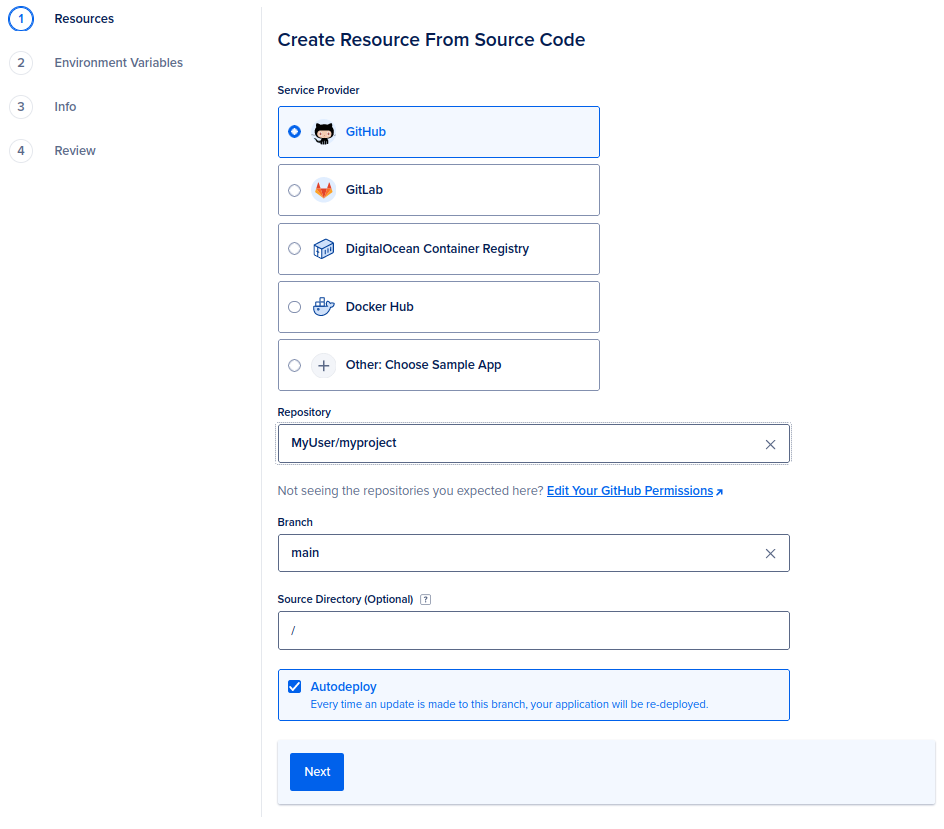 1 Resources
2 Environment Variables
3 Info
4 Review
Create Resource From Source Code
Service Provider
GitHub
GitLab
DigitalOcean Container Registry
Docker Hub
Other: Choose Sample App
Repository
MyUser/myproject
Not seeing the repositories you expected here? Edit Your GitHub Permissions
Branch
main
Source Directory (Optional) ?
/
Autodeploy
Every time an update is made to this branch, your application will be re-deployed.
Next